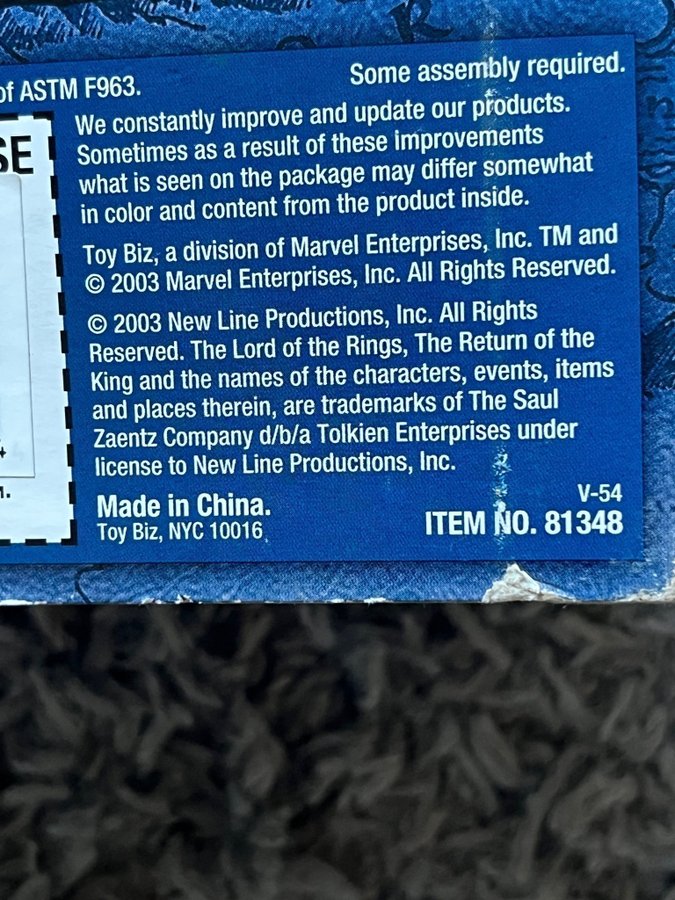 of ASTM F963.
Some assembly required.
SE
We constantly improve and update our products.
Sometimes as a result of these improvements
what is seen on the package may differ somewhat
in color and content from the product inside.
Toy Biz, a division of Marvel Enterprises, Inc. TM and
© 2003 Marvel Enterprises, Inc. All Rights Reserved.
© 2003 New Line Productions, Inc. All Rights
Reserved. The Lord of the Rings, The Return of the
King and the names of the characters, events, items
and places therein, are trademarks of The Saul
Zaentz Company d/b/a Tolkien Enterprises under
license to New Line Productions, Inc.
Made in China.
Toy Biz, NYC 10016
V-54
ITEM NO. 81348